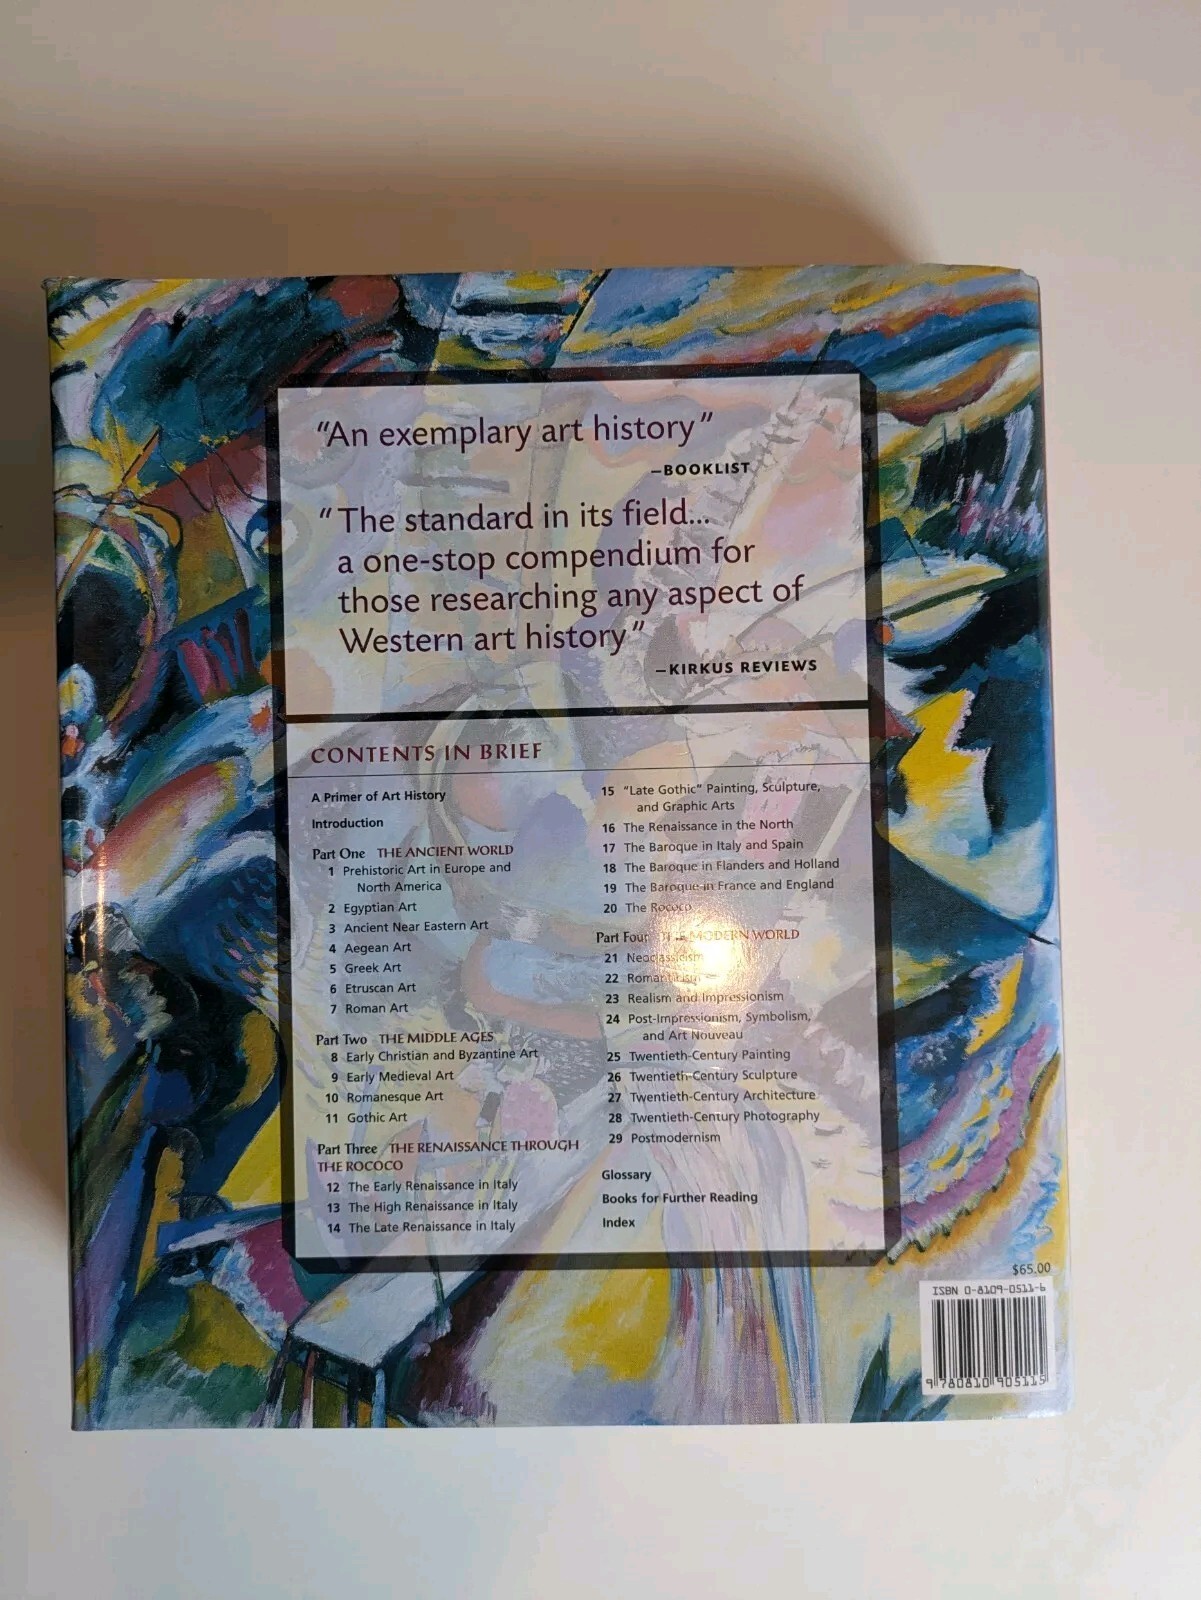 “An exemplary art history”
—BOOKLIST
“The standard in its field...
a one-stop compendium for
those researching any aspect of
Western art history”
—KIRKUS REVIEWS
CONTENTS IN BRIEF
A Primer of Art History
Introduction
Part One THE ANCIENT WORLD
1 Prehistoric Art in Europe and
North America
2 Egyptian Art
3 Ancient Near Eastern Art
4 Aegean Art
5 Greek Art
6 Etruscan Art
7 Roman Art
Part Two THE MIDDLE AGES
8 Early Christian and Byzantine Art
9 Early Medieval Art
10 Romanesque Art
11 Gothic Art
Part Three THE RENAISSANCE THROUGH
THE ROCOCO
12 The Early Renaissance in Italy
13 The High Renaissance in Italy
14 The Late Renaissance in Italy
15 “Late Gothic” Painting, Sculpture,
and Graphic Arts
16 The Renaissance in the North
17 The Baroque in Italy and Spain
18 The Baroque in Flanders and Holland
19 The Baroque in France and England
20 The Rococo
Part Four THE MODERN WORLD
21 Neoclassicism
22 Romanticism
23 Realism and Impressionism
24 Post-Impressionism, Symbolism,
and Art Nouveau
25 Twentieth-Century Painting
26 Twentieth-Century Sculpture
27 Twentieth-Century Architecture
28 Twentieth-Century Photography
29 Postmodernism
Glossary
Books for Further Reading
Index
$65.00
ISBN 0-8109-0511-6
9 780810 905115